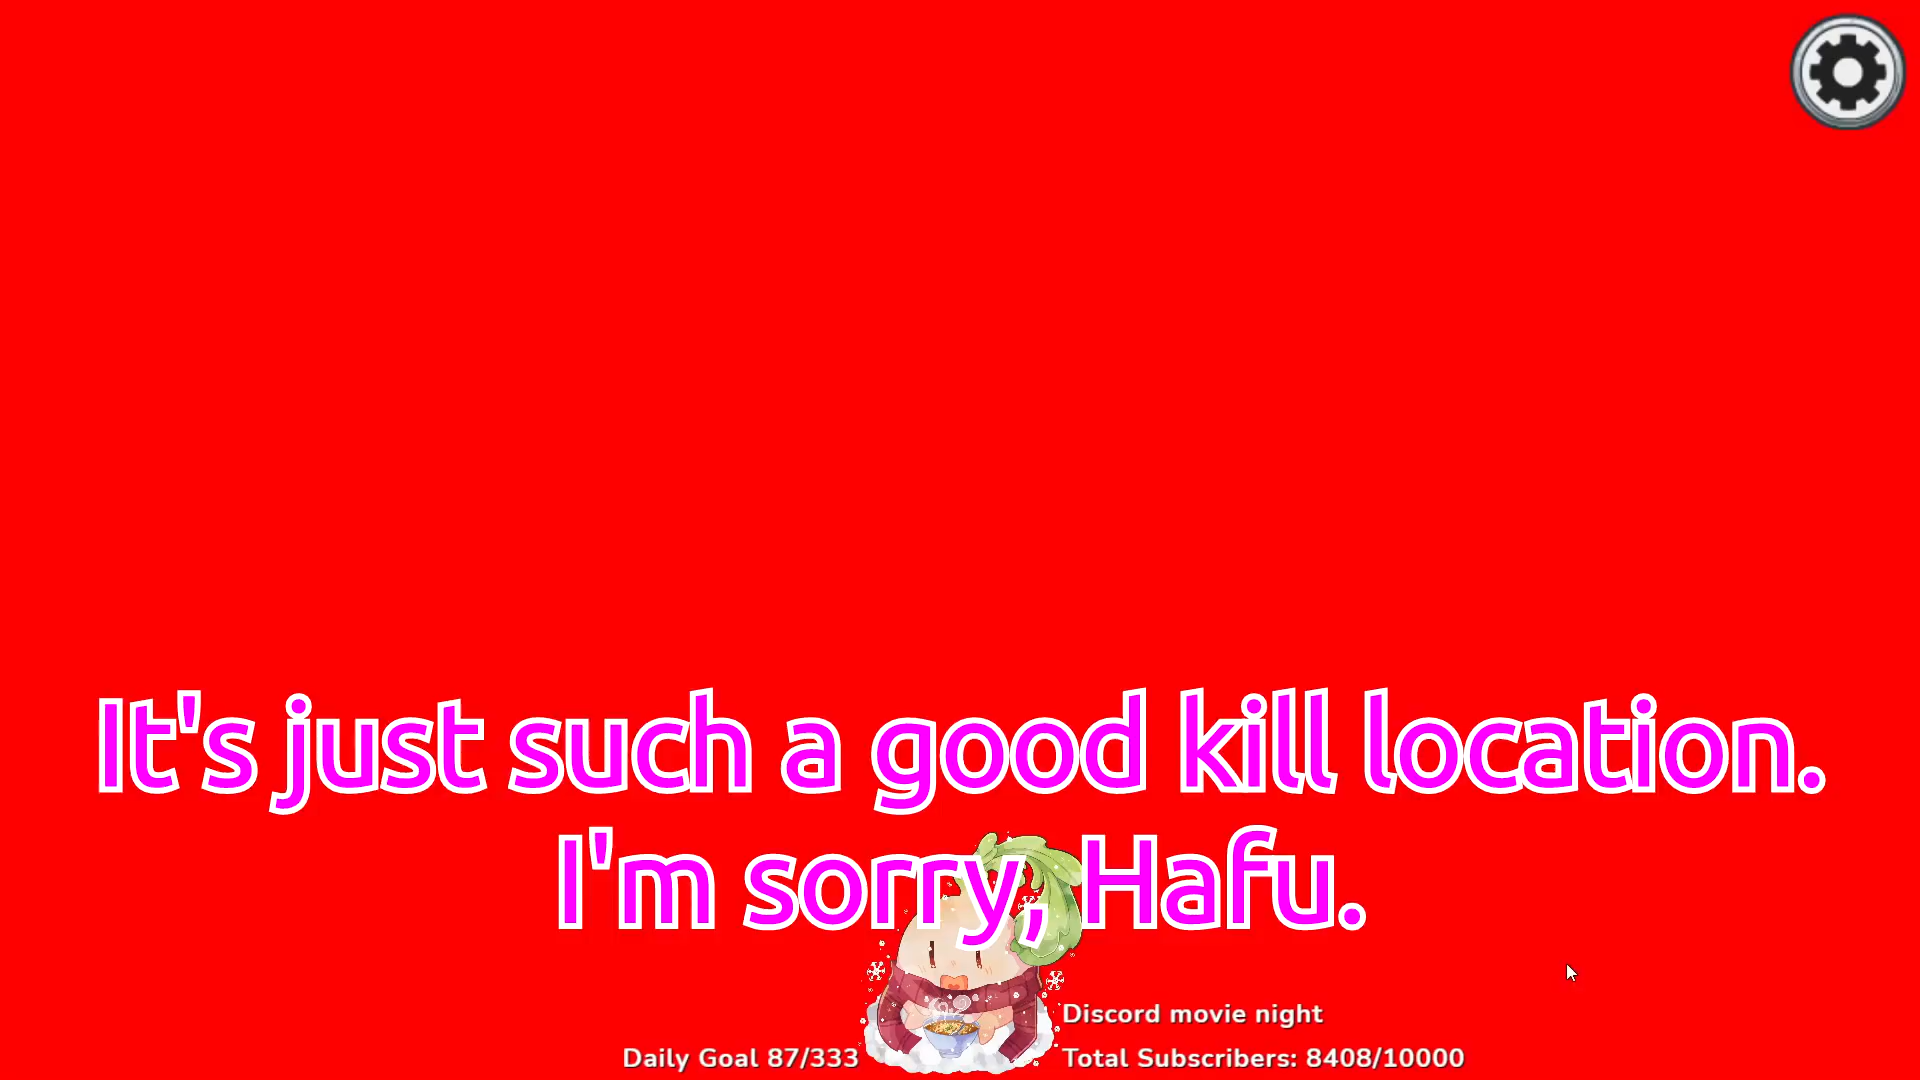 It's just such a good kill location.
I'm sorry, Hafu.
Discord movie night
Daily Goal 87/333
Total Subscribers: 8408/10000